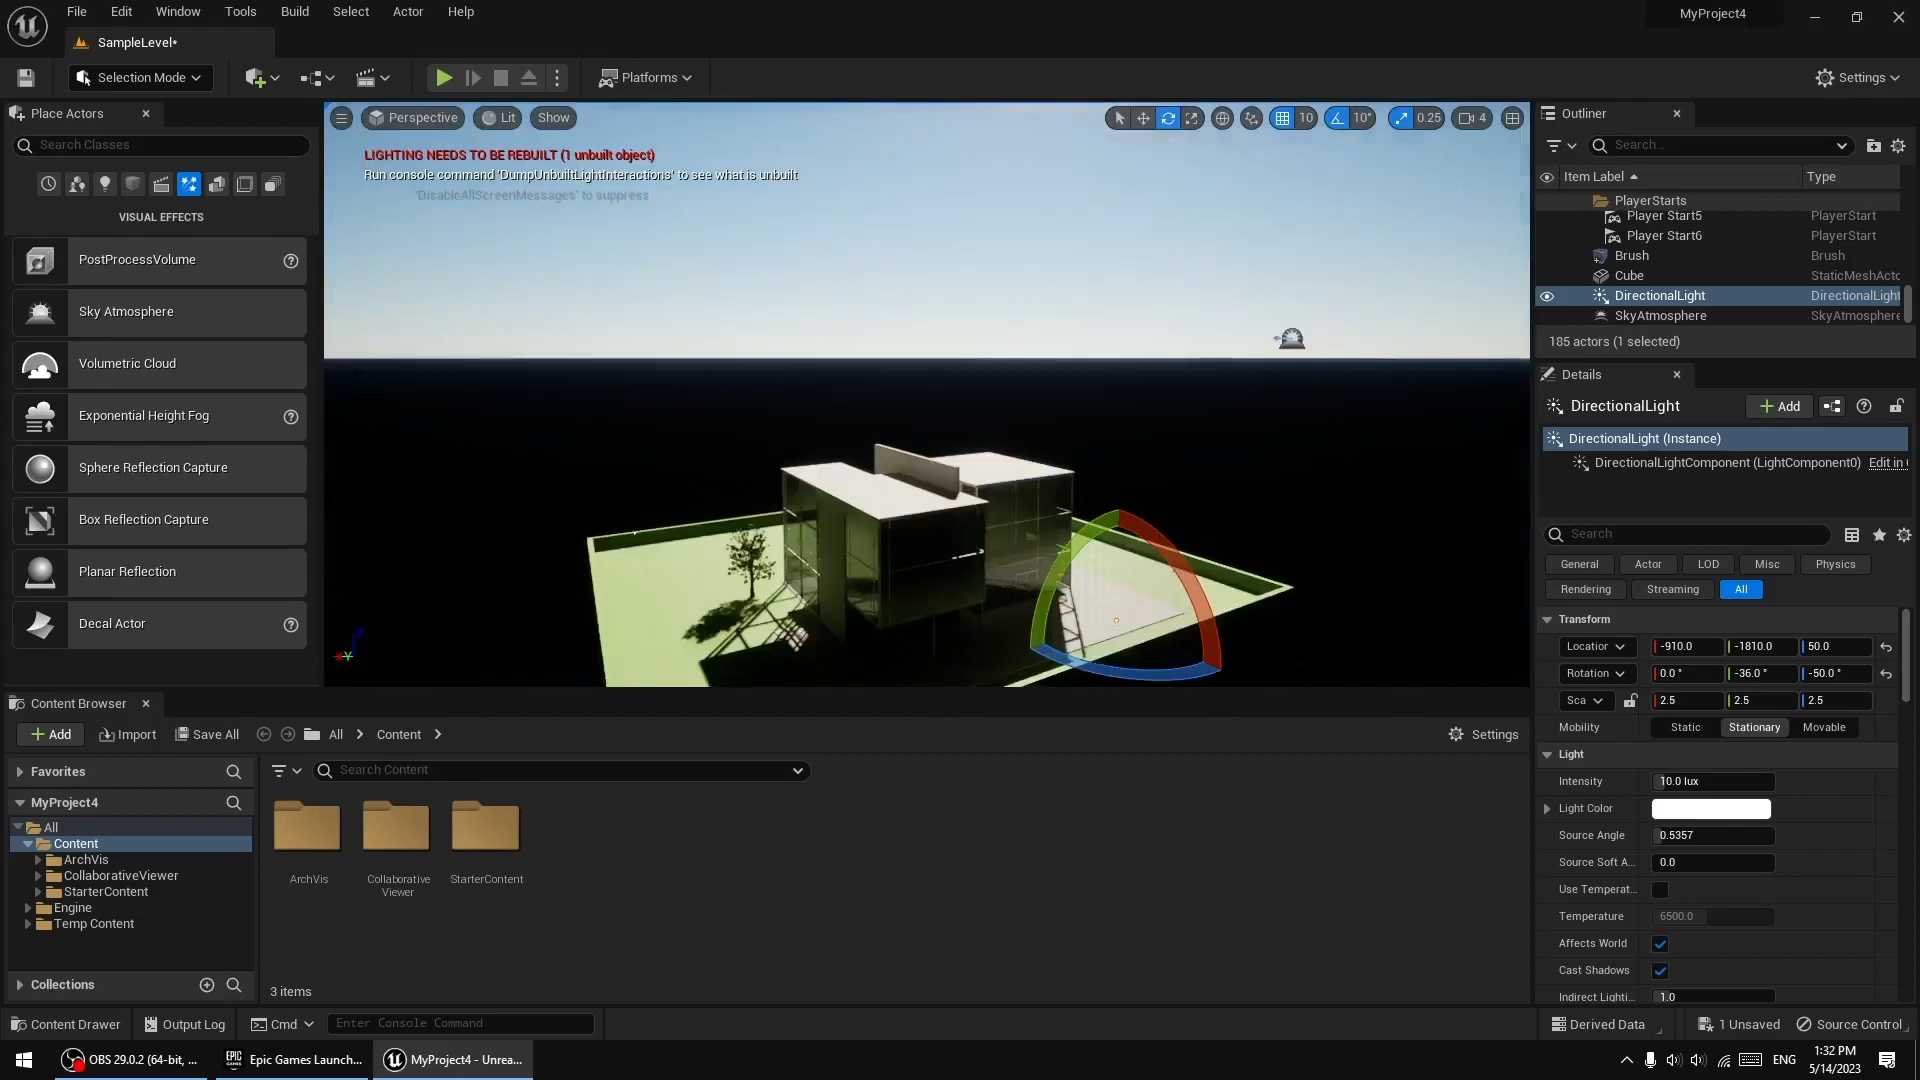 File Edit Window Tools Build Select Actor Help
MyProject4
SampleLevel*
Selection Mode
Platforms
Settings
Place Actors
Search Classes
VISUAL EFFECTS
PostProcessVolume
Sky Atmosphere
Volumetric Cloud
Exponential Height Fog
Sphere Reflection Capture
Box Reflection Capture
Planar Reflection
Decal Actor
Perspective Lit Show
10 10° 0.25 4
LIGHTING NEEDS TO BE REBUILT (1 unbuilt object)
Run console command 'DumpUnbuiltLightInteractions' to see what is unbuilt
'DisableAllScreenMessages' to suppress
Outliner
Search...
Item Label Type
PlayerStarts
Player Start5 PlayerStart
Player Start6 PlayerStart
Brush Brush
Cube StaticMeshActo
DirectionalLight DirectionalLight
SkyAtmosphere SkyAtmosphere
185 actors (1 selected)
Details
DirectionalLight
Add
DirectionalLight (Instance)
DirectionalLightComponent (LightComponent0) Edit in
Search
General Actor LOD Misc Physics
Rendering Streaming All
Transform
Location -910.0 -1810.0 50.0
Rotation 0.0 ° -36.0 ° -50.0 °
Sca 2.5 2.5 2.5
Mobility Static Stationary Movable
Light
Intensity 10.0 lux
Light Color
Source Angle 0.5357
Source Soft A... 0.0
Use Temperat...
Temperature 6500.0
Affects World
Cast Shadows
Indirect Lighti... 1.0
Content Browser
Add Import Save All All Content Settings
Favorites
MyProject4
All
Content
ArchVis
CollaborativeViewer
StarterContent
Engine
Temp Content
Collections
Search Content
ArchVis
Collaborative
Viewer
StarterContent
3 items
Content Drawer Output Log Cmd Enter Console Command
Derived Data 1 Unsaved Source Control
OBS 29.0.2 (64-bit, ...
EPIC GAMES
Epic Games Launch...
MyProject4 - Unrea...
ENG
1:32 PM
5/14/2023